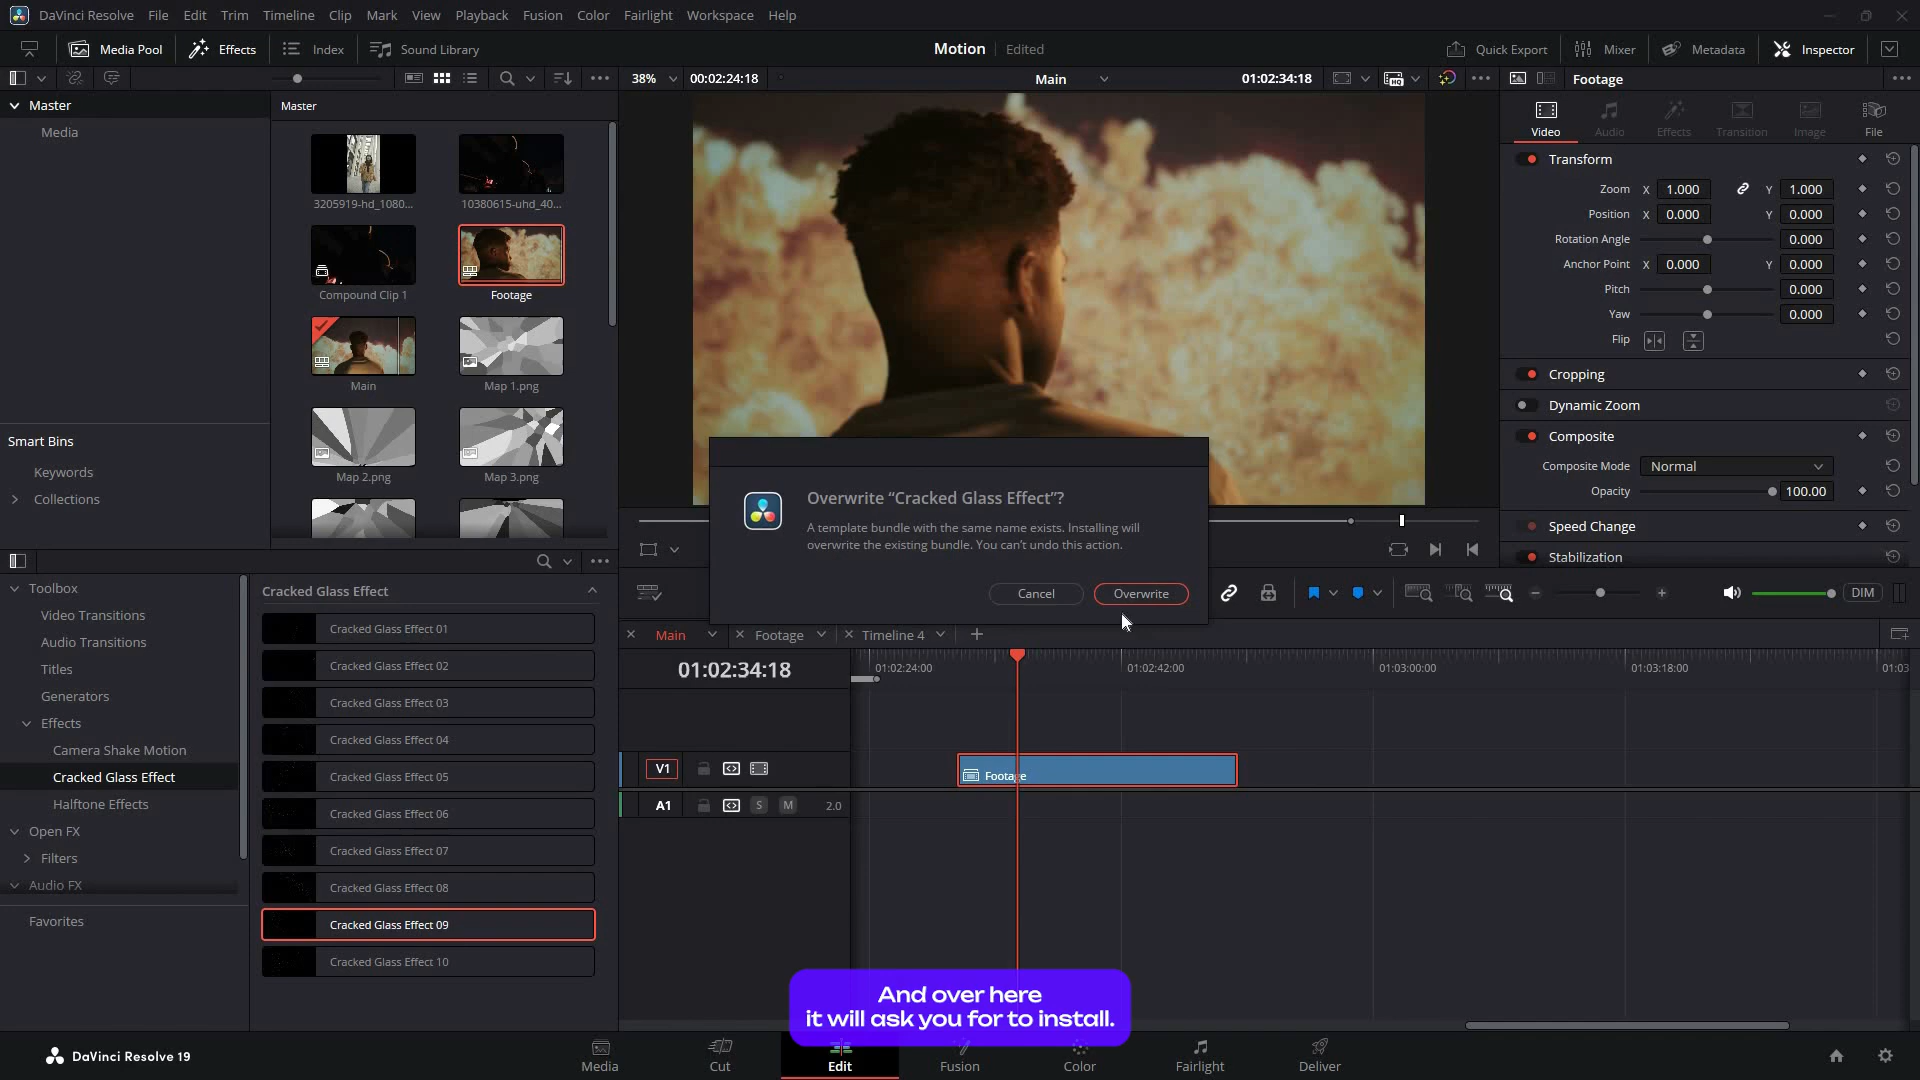 DaVinci Resolve File Edit Trim Timeline Clip Mark View Playback Fusion Color Fairlight Workspace Help
Media Pool Effects Index Sound Library Motion Edited Quick Export Mixer Metadata Inspector
38% 00:02:24:18 Main 01:02:34:18 Footage
Master
Media
Smart Bins
Keywords
Collections
Master
3205919-hd_1080... 10380615-uhd_40...
Compound Clip 1 Footage
Main Map 1.png
Map 2.png Map 3.png
Video Audio Effects Transition Image File
Transform
Zoom X 1.000 Y 1.000
Position X 0.000 Y 0.000
Rotation Angle 0.000
Anchor Point X 0.000 Y 0.000
Pitch 0.000
Yaw 0.000
Flip
Cropping
Dynamic Zoom
Composite
Composite Mode Normal
Opacity 100.00
Speed Change
Stabilization
Overwrite “Cracked Glass Effect”?
A template bundle with the same name exists. Installing will
overwrite the existing bundle. You can’t undo this action.
Cancel Overwrite
DIM
Toolbox
Video Transitions
Audio Transitions
Titles
Generators
Effects
Camera Shake Motion
Cracked Glass Effect
Halftone Effects
Open FX
Filters
Audio FX
Favorites
Cracked Glass Effect
Cracked Glass Effect 01
Cracked Glass Effect 02
Cracked Glass Effect 03
Cracked Glass Effect 04
Cracked Glass Effect 05
Cracked Glass Effect 06
Cracked Glass Effect 07
Cracked Glass Effect 08
Cracked Glass Effect 09
Cracked Glass Effect 10
Main Footage Timeline 4
01:02:34:18 01:02:24:00 01:02:42:00 01:03:00:00 01:03:18:00 01:03
V1 Footage
A1 S M 2.0
And over here
it will ask you for to install.
DaVinci Resolve 19 Media Cut Edit Fusion Color Fairlight Deliver